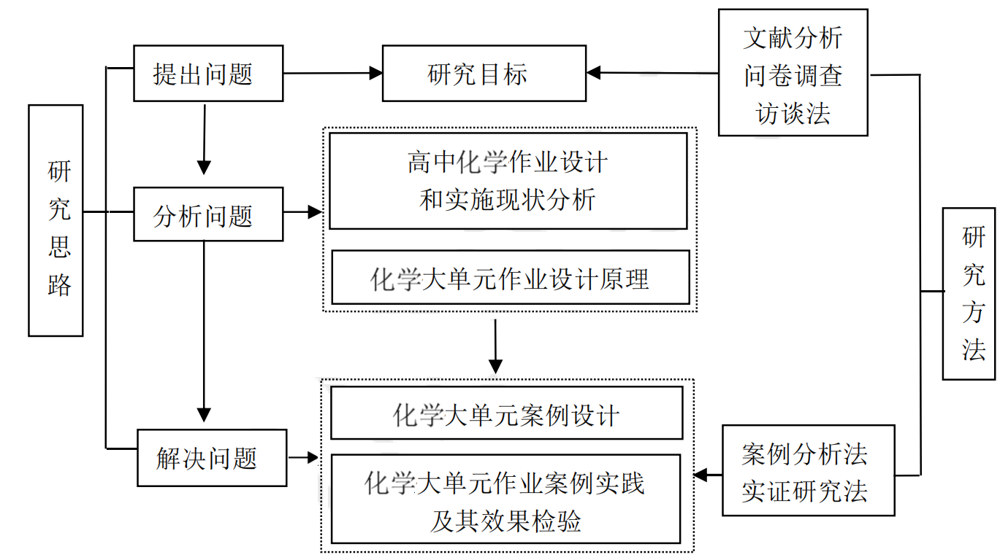 研究思路
提出问题
研究目标
文献分析
问卷调查
访谈法
高中化学作业设计
和实施现状分析
分析问题
化学大单元作业设计原理
研究方法
化学大单元案例设计
解决问题
化学大单元作业案例实践
及其效果检验
案例分析法
实证研究法